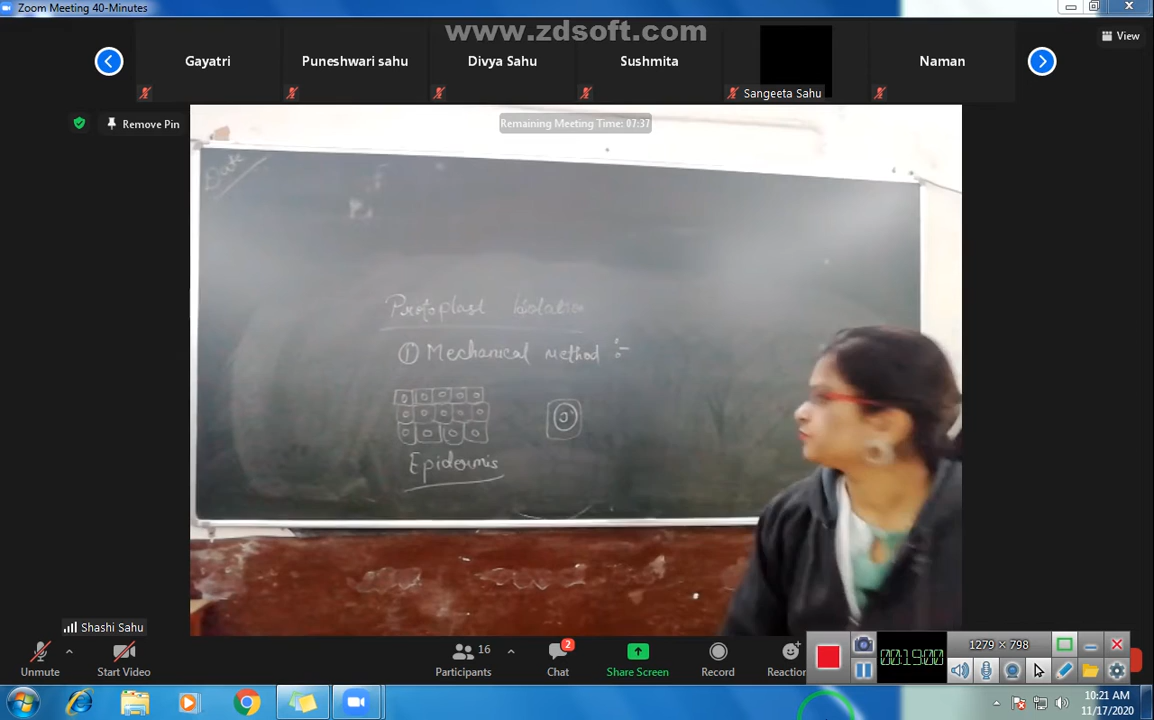 Zoom Meeting 40-Minutes
www.zdsoft.com
View
Gayatri
Puneshwari sahu
Divya Sahu
Sushmita
Sangeeta Sahu
Naman
Remove Pin
Remaining Meeting Time: 07:37
Date
Protoplast Isolation
① Mechanical method :-
Epidermis
Shashi Sahu
Unmute
Start Video
16
Participants
2
Chat
Share Screen
Record
Reaction
00:19:00
1279 × 798
10:21 AM
11/17/2020